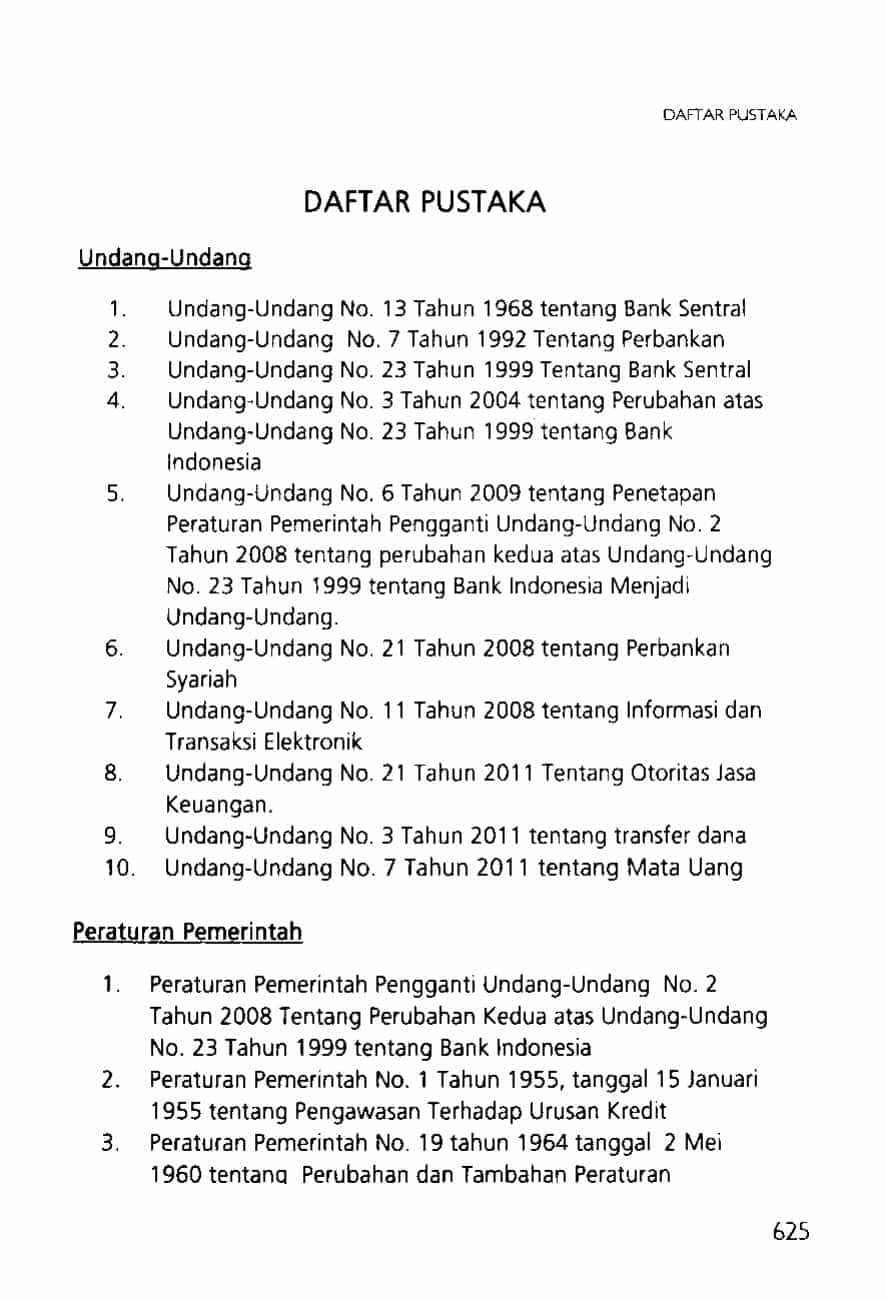 DAFTAR PUSTAKA
DAFTAR PUSTAKA
Undang-Undang
1. Undang-Undang No. 13 Tahun 1968 tentang Bank Sentral
2. Undang-Undang No. 7 Tahun 1992 Tentang Perbankan
3. Undang-Undang No. 23 Tahun 1999 Tentang Bank Sentral
4. Undang-Undang No. 3 Tahun 2004 tentang Perubahan atas
Undang-Undang No. 23 Tahun 1999 tentang Bank
Indonesia
5. Undang-Undang No. 6 Tahun 2009 tentang Penetapan
Peraturan Pemerintah Pengganti Undang-Undang No. 2
Tahun 2008 tentang perubahan kedua atas Undang-Undang
No. 23 Tahun 1999 tentang Bank Indonesia Menjadi
Undang-Undang.
6. Undang-Undang No. 21 Tahun 2008 tentang Perbankan
Syariah
7. Undang-Undang No. 11 Tahun 2008 tentang Informasi dan
Transaksi Elektronik
8. Undang-Undang No. 21 Tahun 2011 Tentang Otoritas Jasa
Keuangan.
9. Undang-Undang No. 3 Tahun 2011 tentang transfer dana
10. Undang-Undang No. 7 Tahun 2011 tentang Mata Uang
Peraturan Pemerintah
1. Peraturan Pemerintah Pengganti Undang-Undang No. 2
Tahun 2008 Tentang Perubahan Kedua atas Undang-Undang
No. 23 Tahun 1999 tentang Bank Indonesia
2. Peraturan Pemerintah No. 1 Tahun 1955, tanggal 15 Januari
1955 tentang Pengawasan Terhadap Urusan Kredit
3. Peraturan Pemerintah No. 19 tahun 1964 tanggal 2 Mei
1960 tentang Perubahan dan Tambahan Peraturan
625